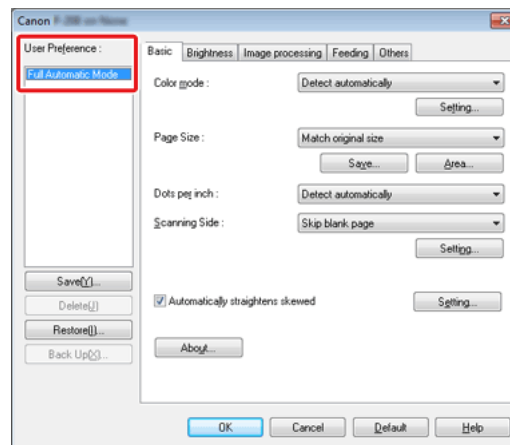 Canon
User Preference :
Full Automatic Mode
Save(Y)...
Delete(J)
Restore(I)...
Back Up(X)...
Basic Brightness Image processing Feeding Others
Color mode : Detect automatically
Setting...
Page Size : Match original size
Save... Area...
Dots per inch : Detect automatically
Scanning Side : Skip blank page
Setting...
Automatically straightens skewed Setting...
About...
OK Cancel Default Help